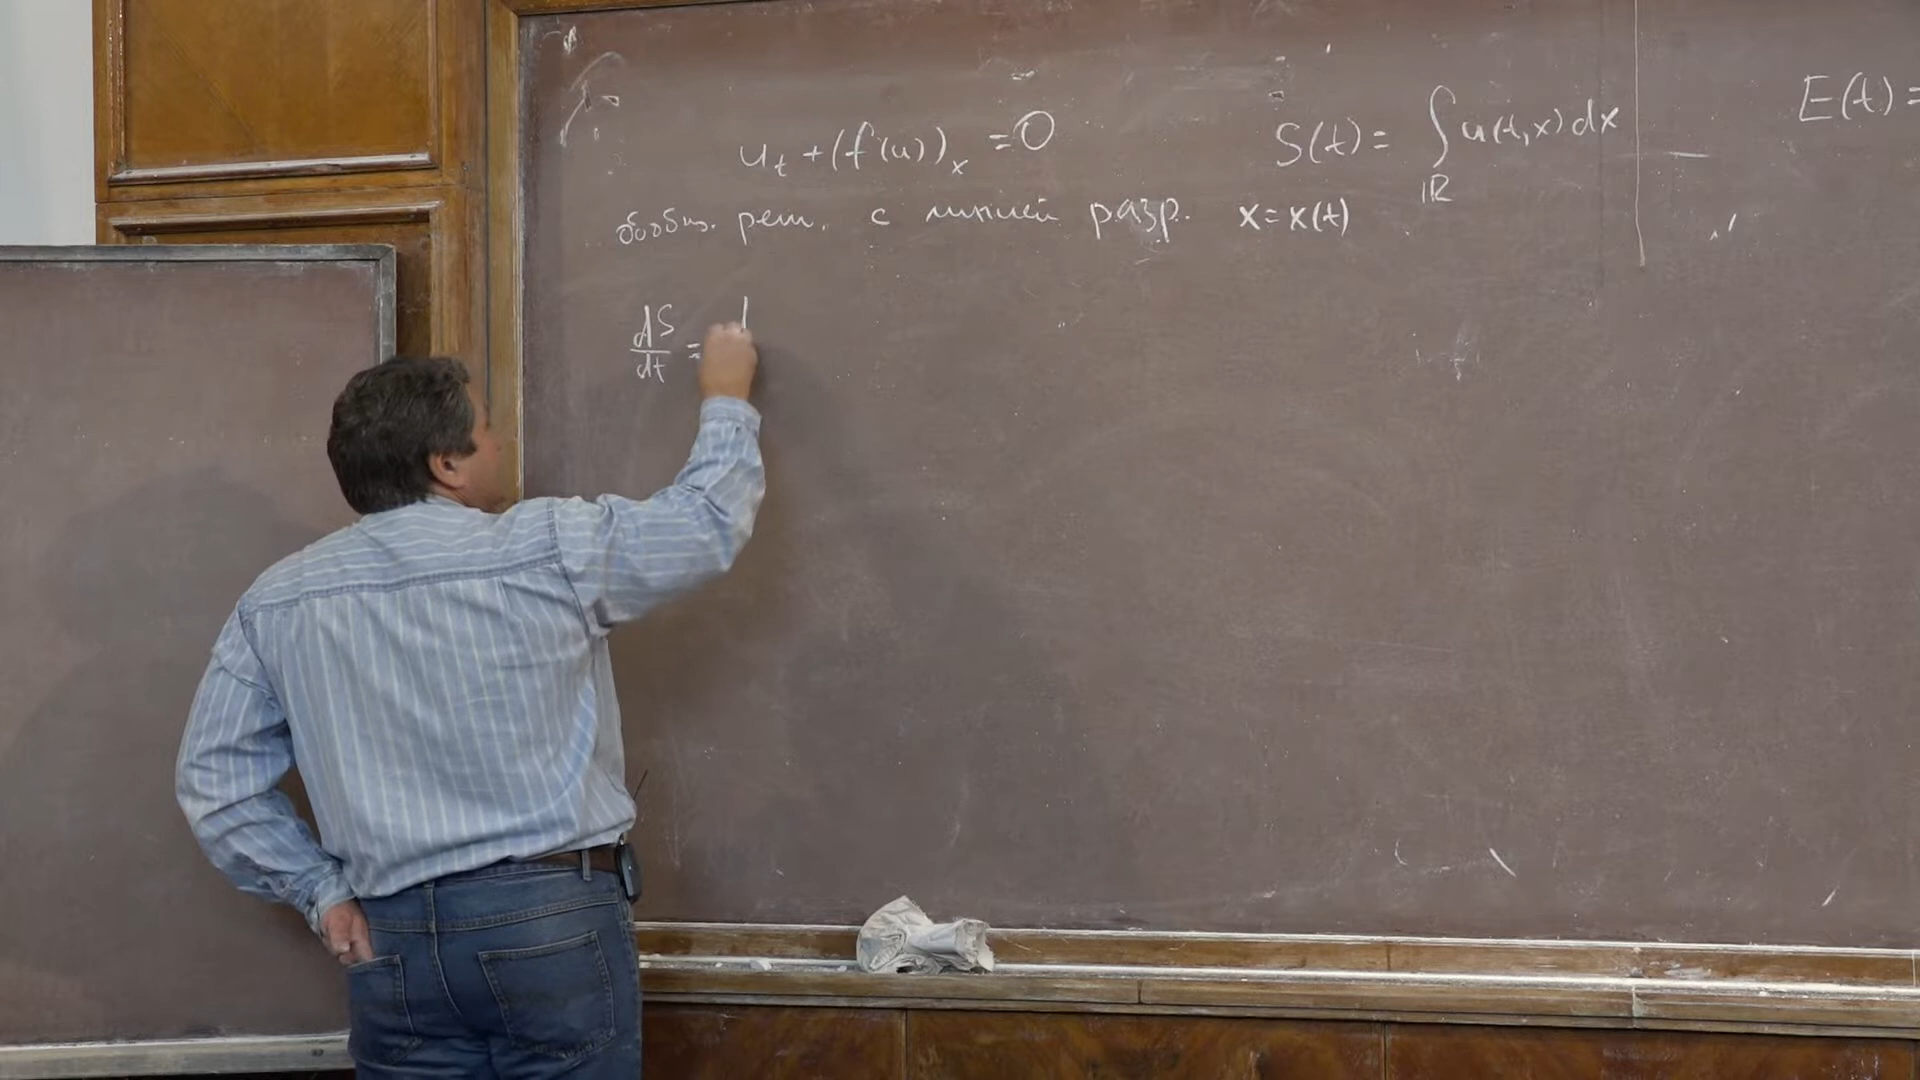 u_t + (f(u))_x = 0
S(t) = ∫_ℝ u(t,x) dx
E(t) =
обобщ. реш. с линией разр. x = x(t)
dS/dt =